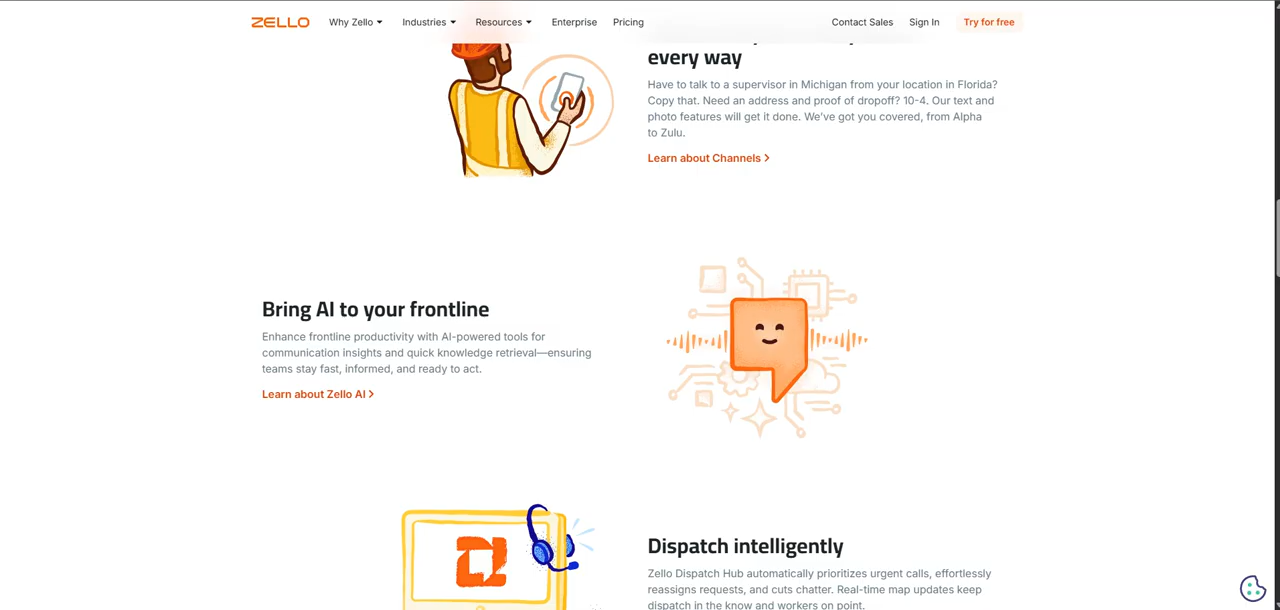 ZELLO
Why Zello
Industries
Resources
Enterprise
Pricing
Contact Sales
Sign In
Try for free
every way
Have to talk to a supervisor in Michigan from your location in Florida?
Copy that. Need an address and proof of dropoff? 10-4. Our text and
photo features will get it done. We’ve got you covered, from Alpha
to Zulu.
Learn about Channels
Bring AI to your frontline
Enhance frontline productivity with AI-powered tools for
communication insights and quick knowledge retrieval—ensuring
teams stay fast, informed, and ready to act.
Learn about Zello AI
Dispatch intelligently
Zello Dispatch Hub automatically prioritizes urgent calls, effortlessly
reassigns requests, and cuts chatter. Real-time map updates keep
dispatch in the know and workers on point.